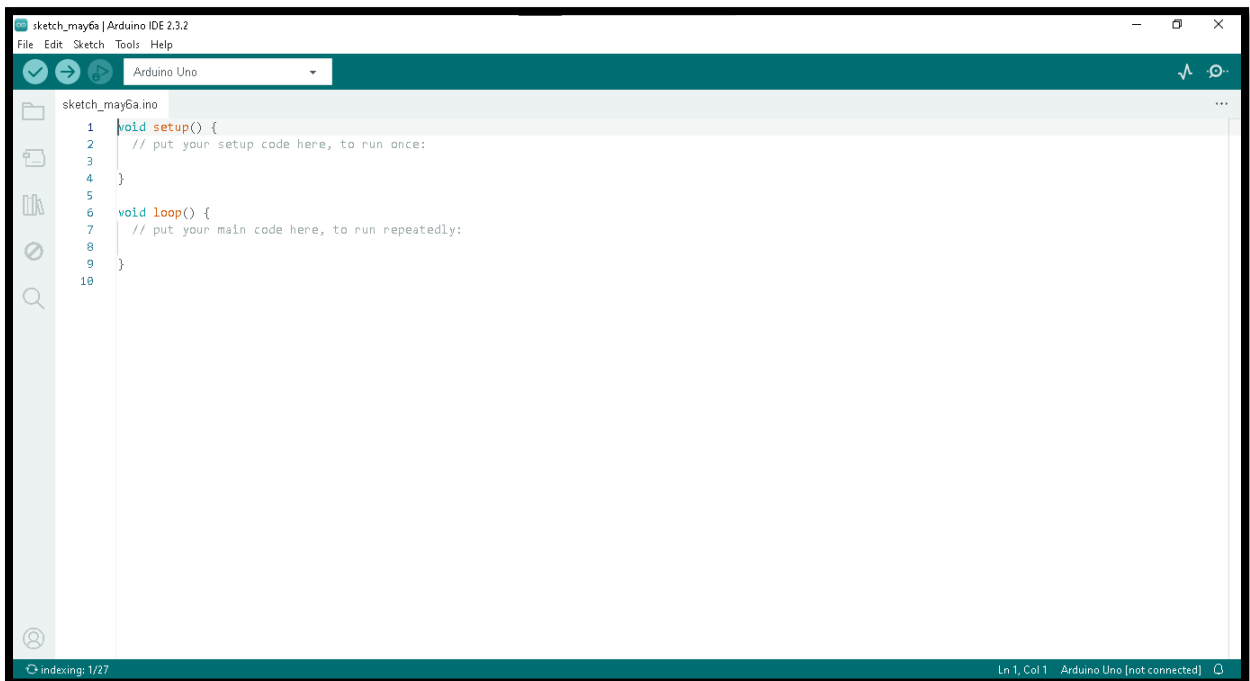 sketch_may6a | Arduino IDE 2.3.2
File Edit Sketch Tools Help
Arduino Uno
sketch_may6a.ino
1 void setup() {
2 // put your setup code here, to run once:
3
4 }
5
6 void loop() {
7 // put your main code here, to run repeatedly:
8
9 }
10
indexing: 1/27 Ln 1, Col 1 Arduino Uno [not connected]